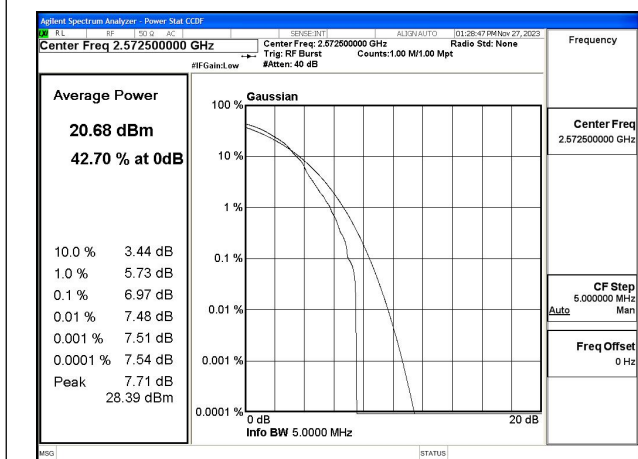 Agilent Spectrum Analyzer - Power Stat CCDF
LXI RL RF 50 Ω AC SENSE:INT ALIGN AUTO 01:28:47 PM Nov 27, 2023
Center Freq 2.572500000 GHz
Center Freq: 2.572500000 GHz Radio Std: None
Trig: RF Burst Counts:1.00 M/1.00 Mpt
#IFGain:Low #Atten: 40 dB
Frequency
Average Power
20.68 dBm
42.70 % at 0dB
10.0 % 3.44 dB
1.0 % 5.73 dB
0.1 % 6.97 dB
0.01 % 7.48 dB
0.001 % 7.51 dB
0.0001 % 7.54 dB
Peak 7.71 dB
28.39 dBm
Gaussian
100 %
10 %
1 %
0.1 %
0.01 %
0.001 %
0.0001 %
0 dB 20 dB
Info BW 5.0000 MHz
Center Freq
2.572500000 GHz
CF Step
5.000000 MHz
Auto Man
Freq Offset
0 Hz
MSG STATUS